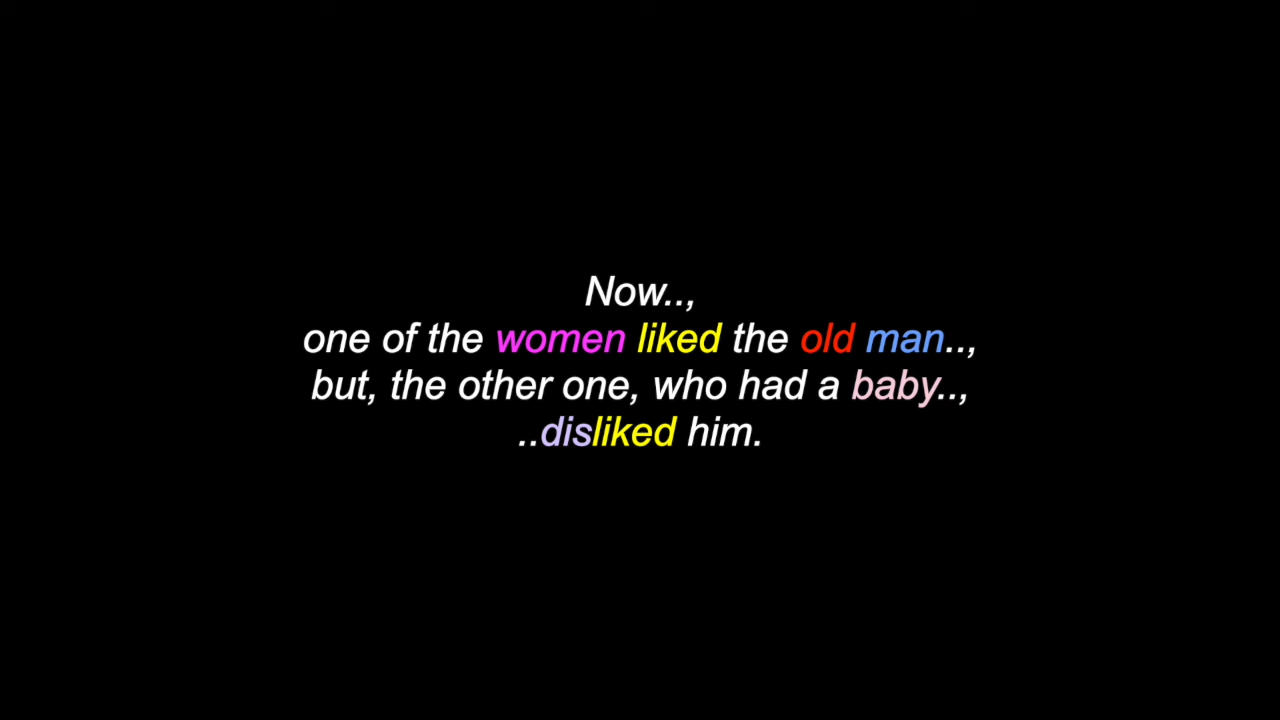 Now..,
one of the women liked the old man..,
but, the other one, who had a baby..,
..disliked him.